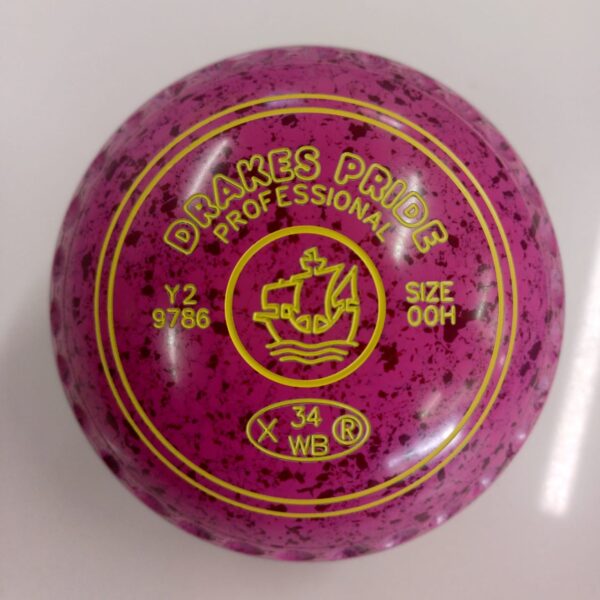 DRAKES PRIDE
PROFESSIONAL
Y2
9786
SIZE
00H
X 34 ®
WB